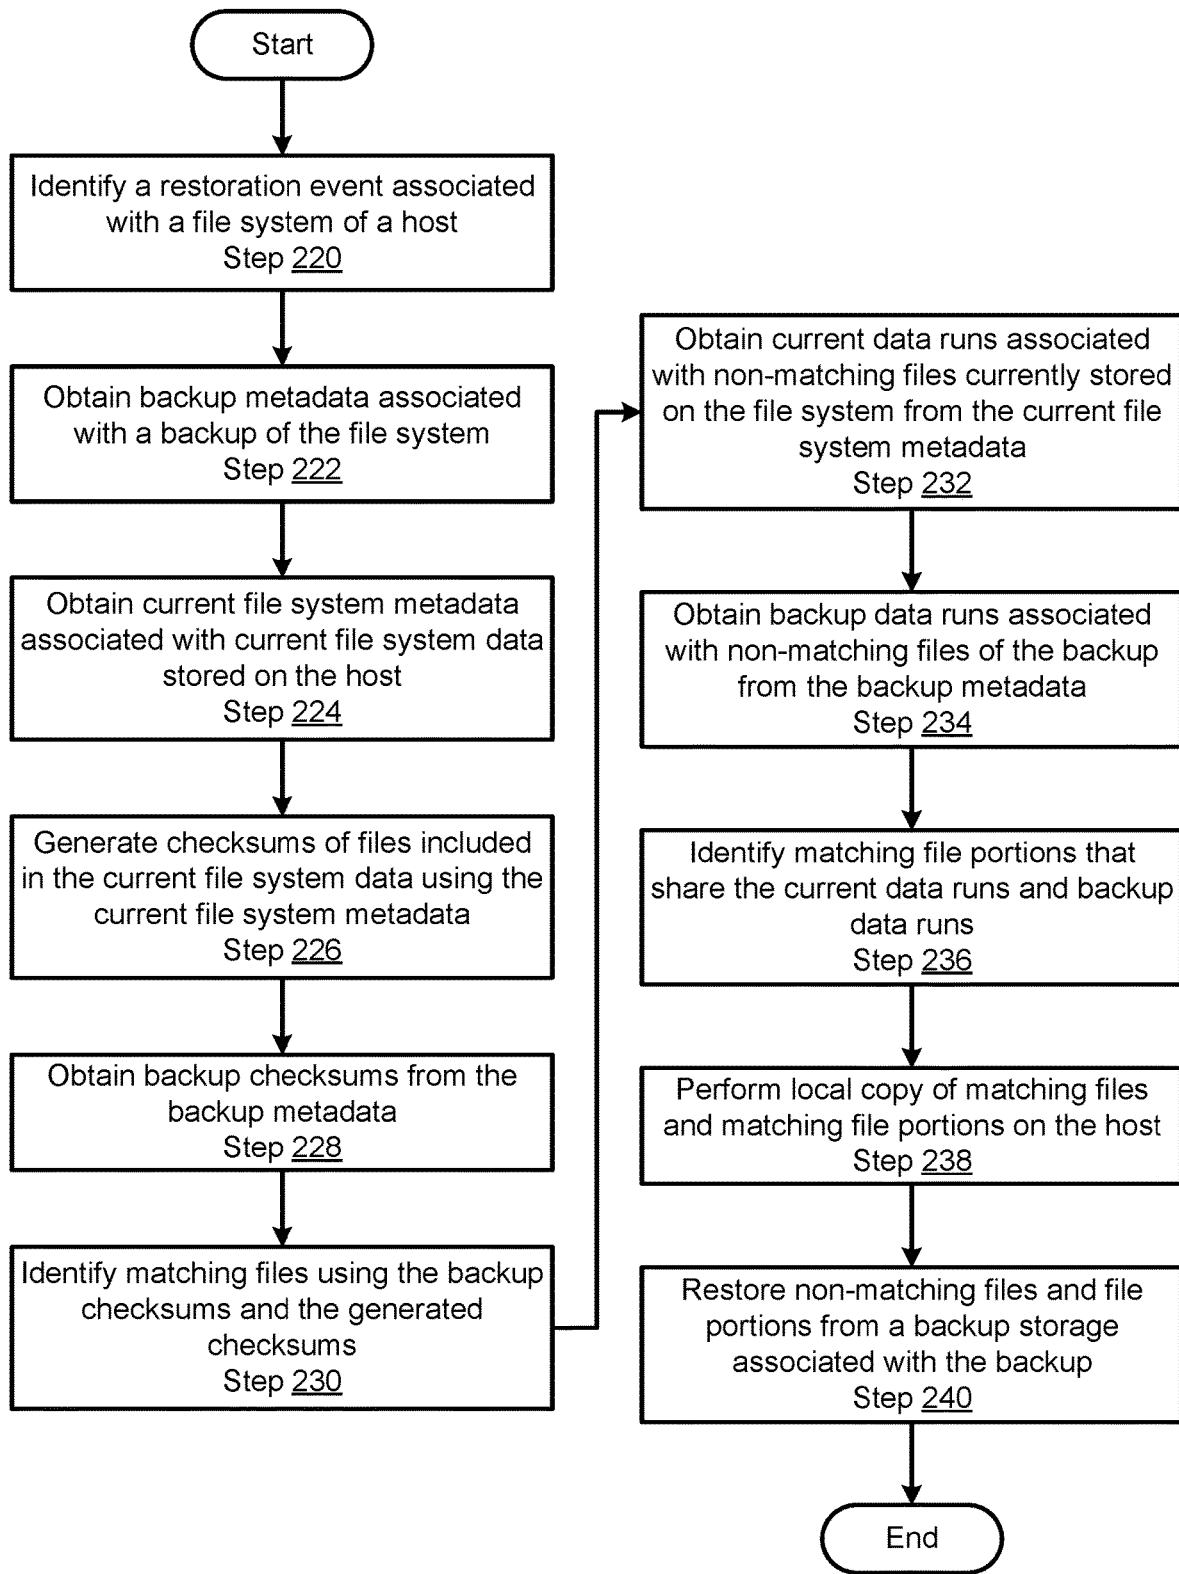 Start
Identify a restoration event associated
with a file system of a host
Step 220
Obtain backup metadata associated
with a backup of the file system
Step 222
Obtain current file system metadata
associated with current file system data
stored on the host
Step 224
Generate checksums of files included
in the current file system data using the
current file system metadata
Step 226
Obtain backup checksums from the
backup metadata
Step 228
Identify matching files using the backup
checksums and the generated
checksums
Step 230
Obtain current data runs associated
with non-matching files currently stored
on the file system from the current file
system metadata
Step 232
Obtain backup data runs associated
with non-matching files of the backup
from the backup metadata
Step 234
Identify matching file portions that
share the current data runs and backup
data runs
Step 236
Perform local copy of matching files
and matching file portions on the host
Step 238
Restore non-matching files and file
portions from a backup storage
associated with the backup
Step 240
End